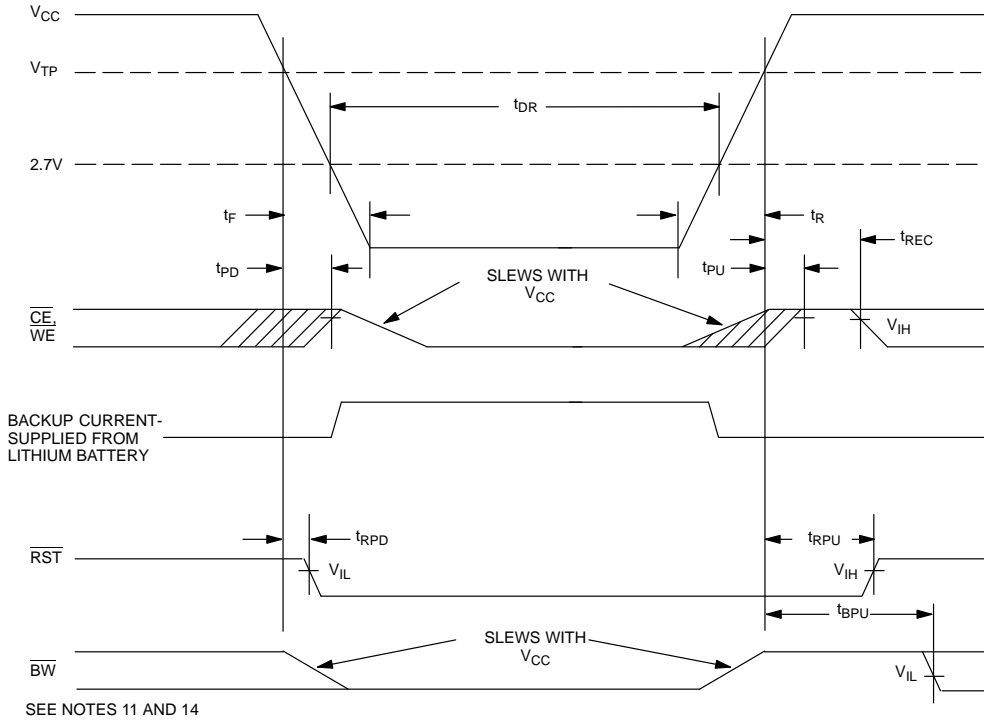 VCC
VTP
tDR
2.7V
tF
tR
tREC
tPD
SLEWS WITH
VCC
tPU
CE,
WE
VIH
BACKUP CURRENT-
SUPPLIED FROM
LITHIUM BATTERY
tRPD
tRPU
RST
VIL
VIH
tBPU
SLEWS WITH
VCC
BW
VIL
SEE NOTES 11 AND 14